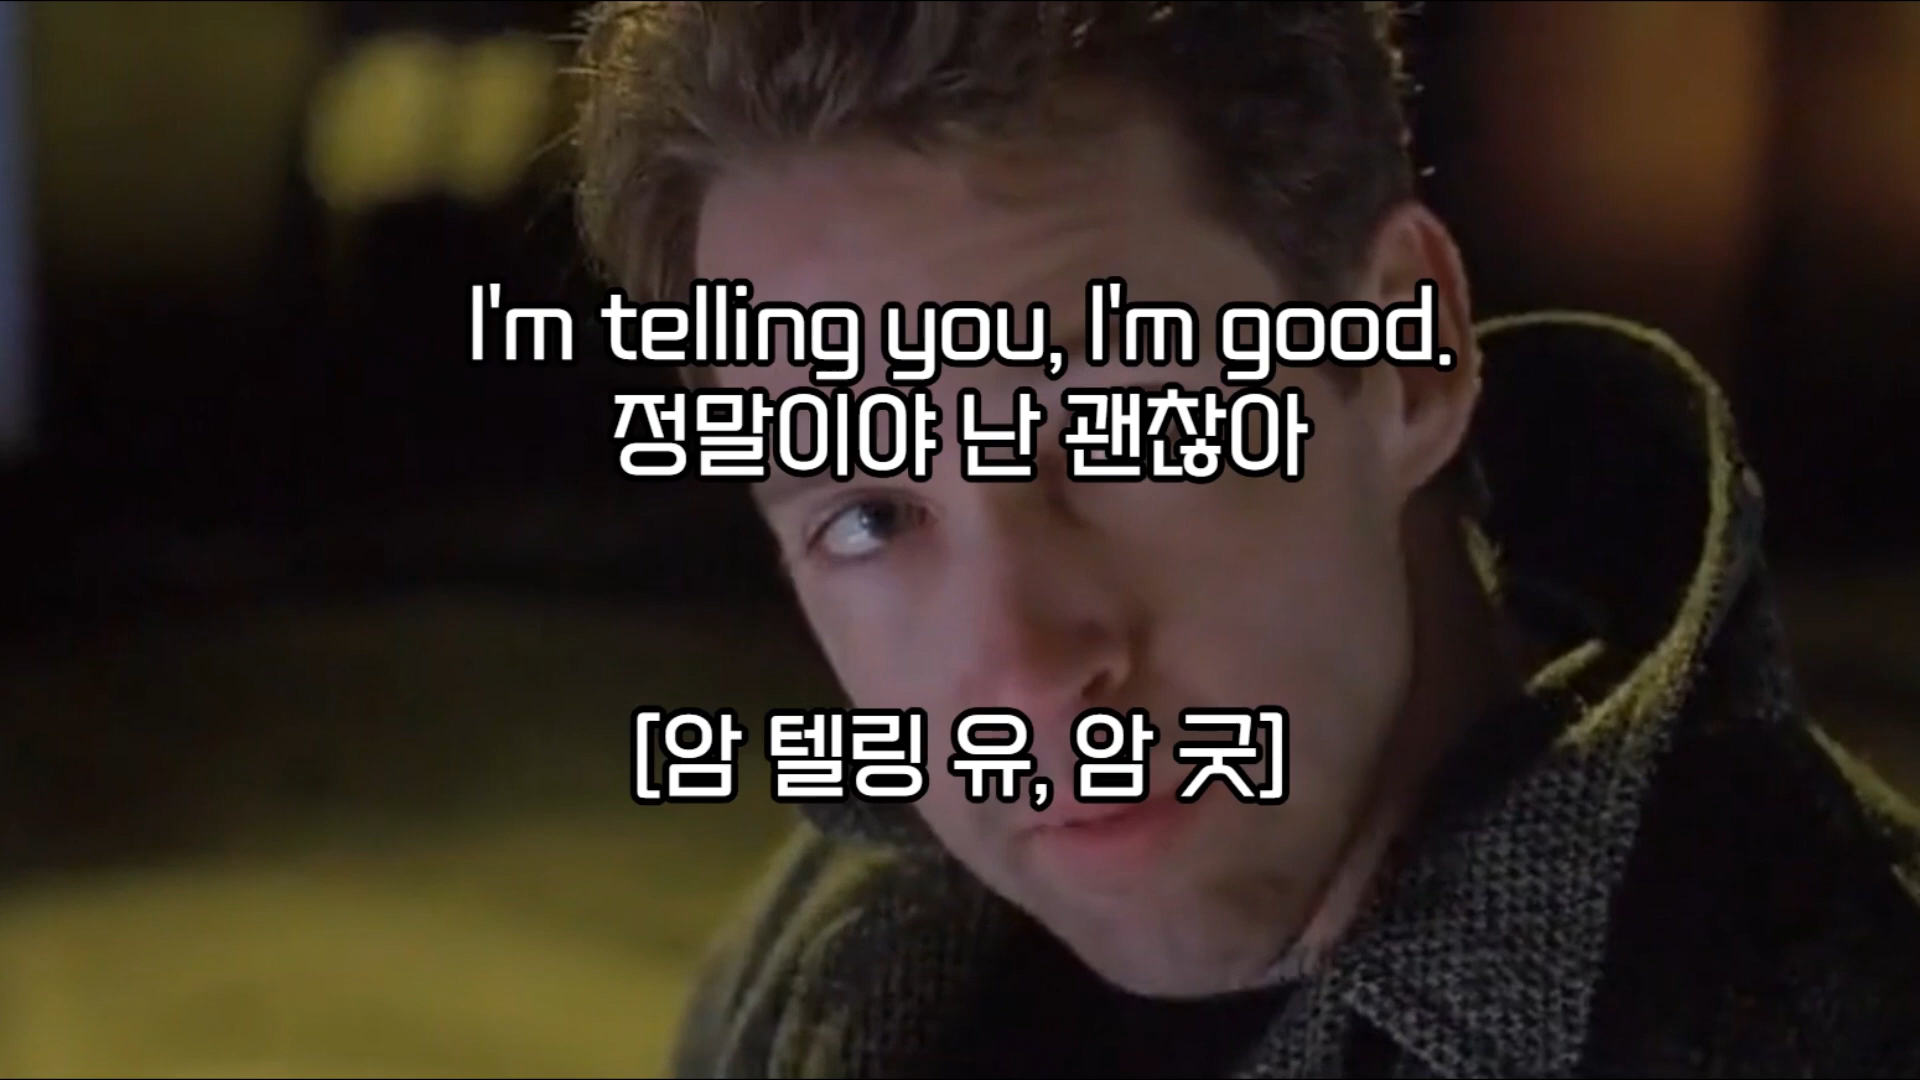 I'm telling you, I'm good.
정말이야 난 괜찮아
[암 텔링 유, 암 굿]